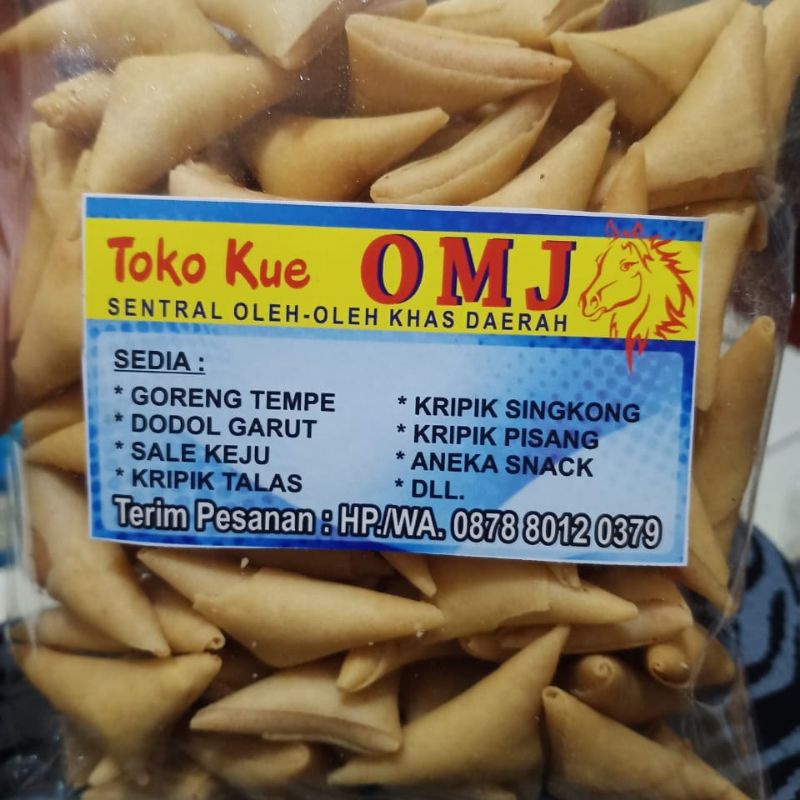 Toko Kue OMJ
SENTRAL OLEH-OLEH KHAS DAERAH
SEDIA :
* GORENG TEMPE
* DODOL GARUT
* SALE KEJU
* KRIPIK TALAS
* KRIPIK SINGKONG
* KRIPIK PISANG
* ANEKA SNACK
* DLL.
Terim Pesanan : HP./WA. 0878 8012 0379